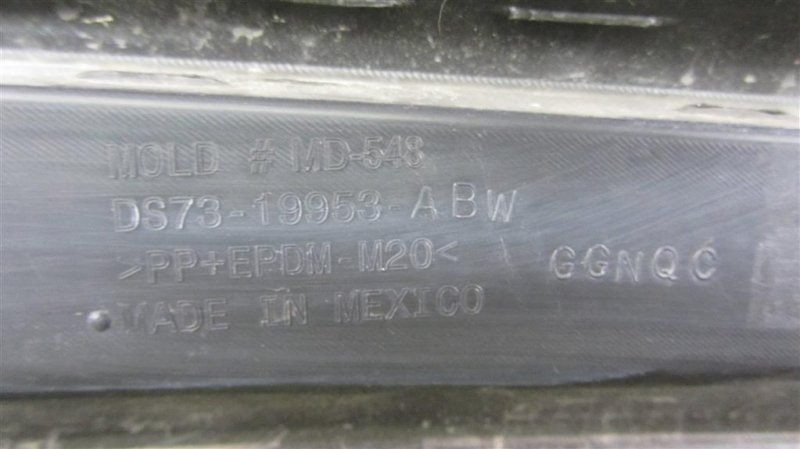 MOLD # MD-548
DS73-19953-ABW
>PP+EPDM-M20<
GGNQC
MADE IN MEXICO